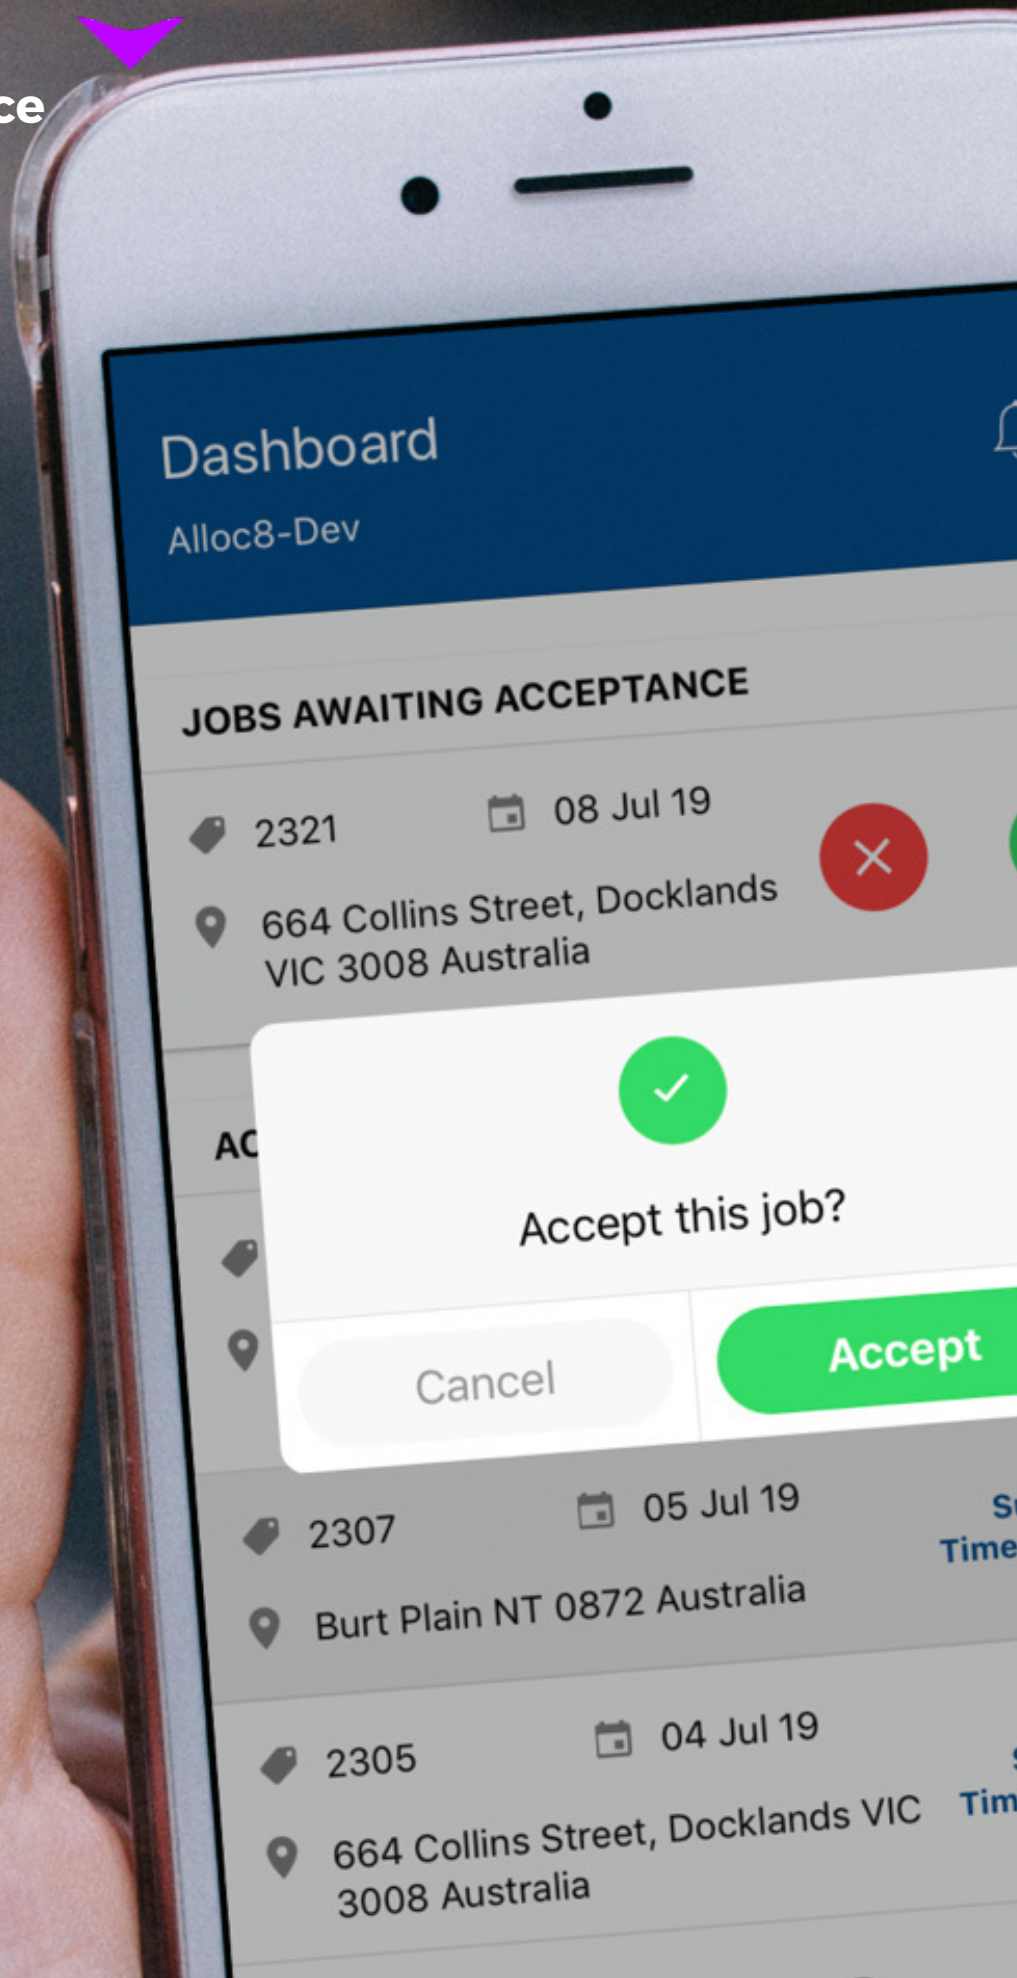 ce
Dashboard
Alloc8-Dev
JOBS AWAITING ACCEPTANCE
2321
08 Jul 19
664 Collins Street, Docklands
VIC 3008 Australia
AC
Accept this job?
Cancel
Accept
2307
05 Jul 19
Time
Burt Plain NT 0872 Australia
2305
04 Jul 19
664 Collins Street, Docklands VIC
3008 Australia